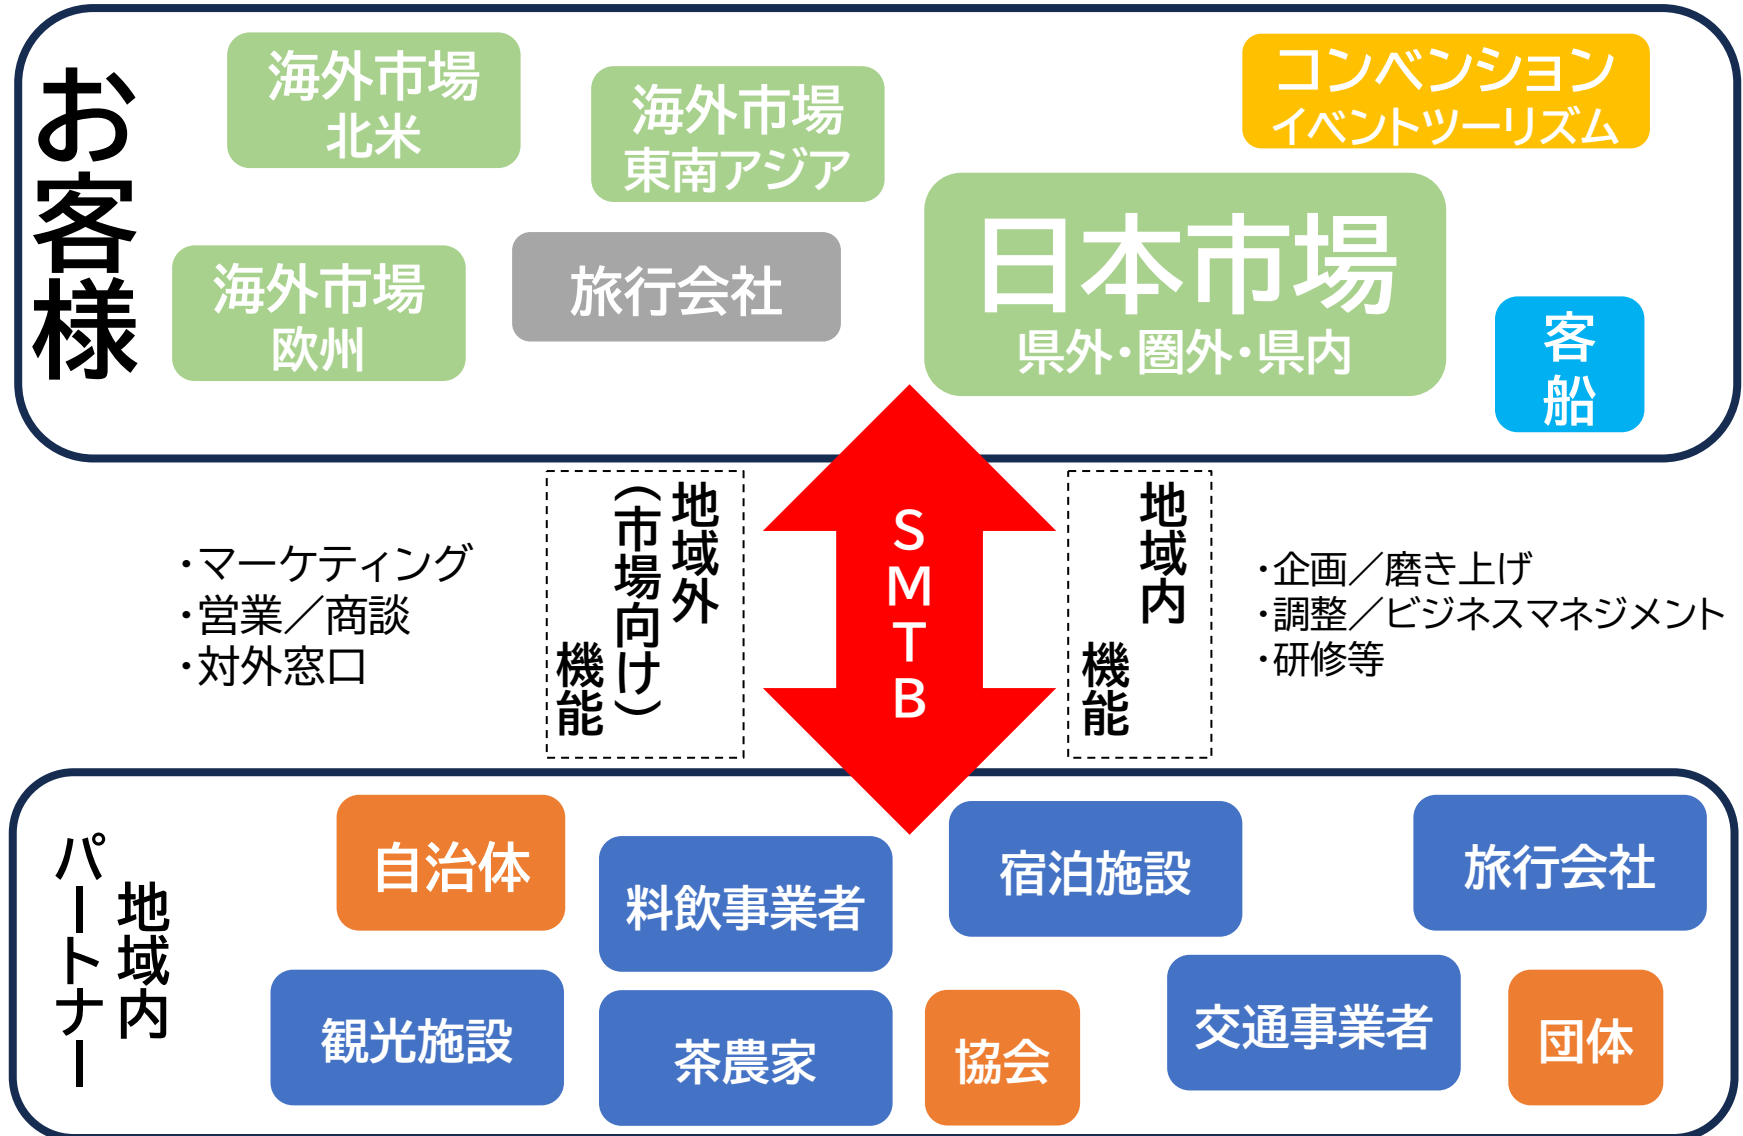 お客様
海外市場
北米
海外市場
東南アジア
コンベンション
イベントツーリズム
海外市場
欧州
旅行会社
日本市場
県外・圏外・県内
客
船
・マーケティング
・営業／商談
・対外窓口
地域外
（市場向け）
機能
S
M
T
B
地域内
機能
・企画／磨き上げ
・調整／ビジネスマネジメント
・研修等
地域内
パートナー
自治体
料飲事業者
宿泊施設
旅行会社
観光施設
茶農家
協会
交通事業者
団体